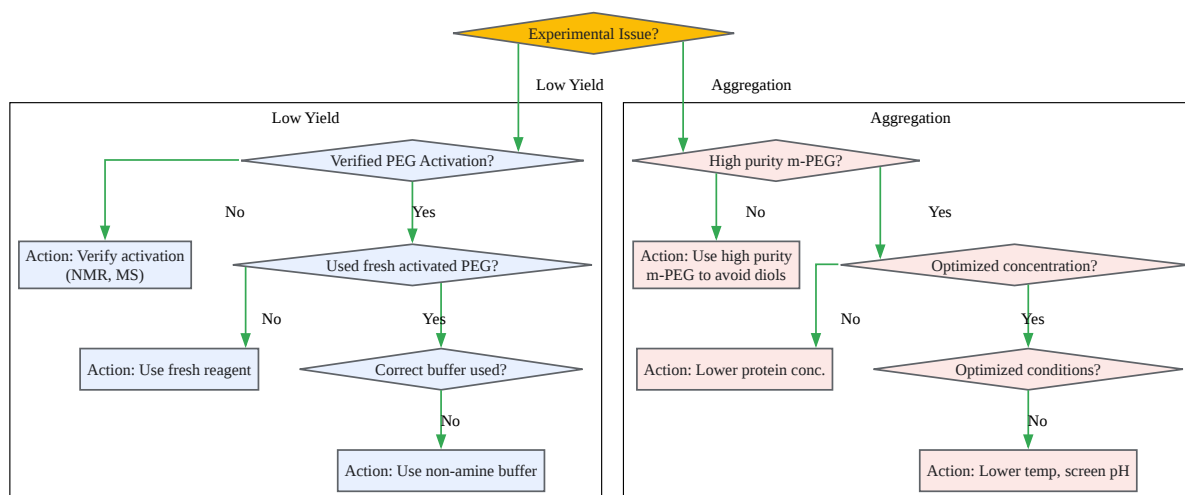 Experimental Issue?
Low Yield
Aggregation
Low Yield
Verified PEG Activation?
No
Yes
Action: Verify activation
(NMR, MS)
Used fresh activated PEG?
No
Yes
Action: Use fresh reagent
Correct buffer used?
No
Action: Use non-amine buffer
Aggregation
High purity m-PEG?
No
Yes
Action: Use high purity
m-PEG to avoid diols
Optimized concentration?
No
Yes
Action: Lower protein conc.
Optimized conditions?
No
Action: Lower temp, screen pH